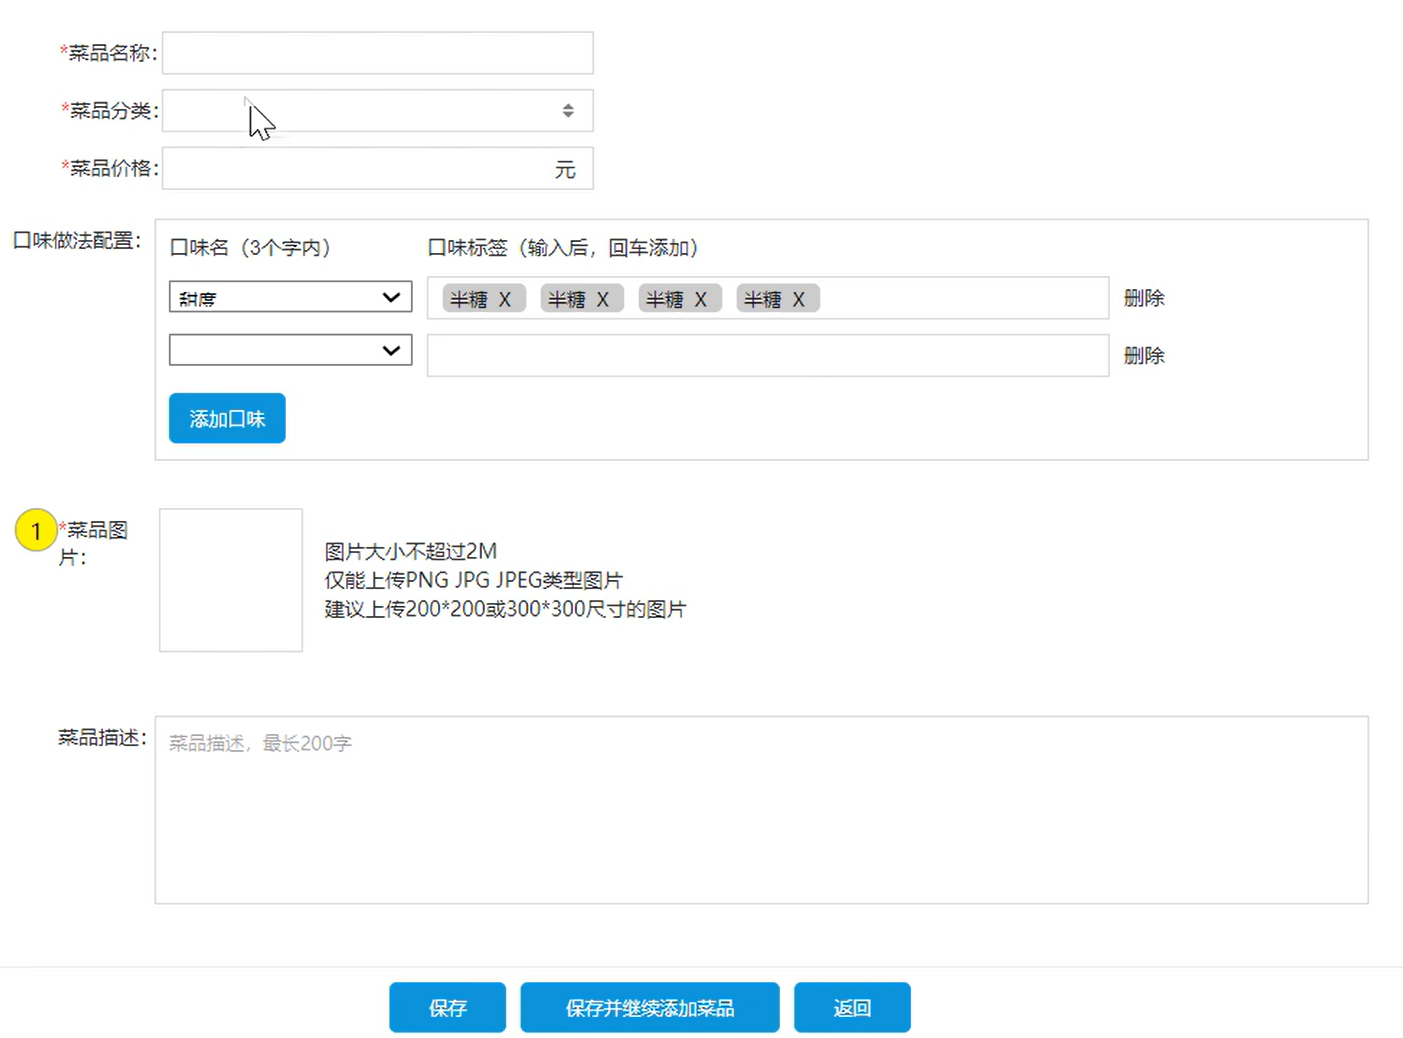 *菜品名称：
*菜品分类：
*菜品价格： 元
口味做法配置：
口味名（3个字内） 口味标签（输入后，回车添加）
甜度 半糖 X 半糖 X 半糖 X 半糖 X 删除
删除
添加口味
1 *菜品图
片：
图片大小不超过2M
仅能上传PNG JPG JPEG类型图片
建议上传200*200或300*300尺寸的图片
菜品描述：
菜品描述，最长200字
保存 保存并继续添加菜品 返回